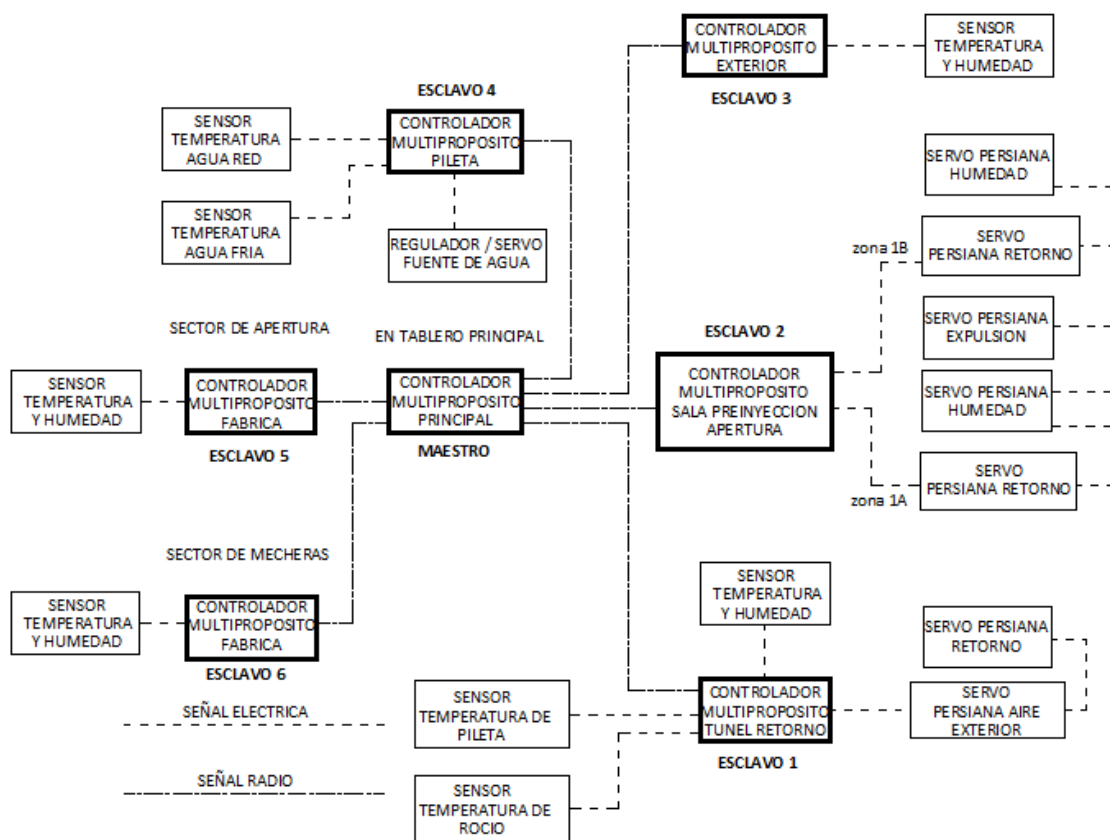 CONTROLADOR
MULTIPROPOSITO
EXTERIOR
ESCLAVO 3
SENSOR
TEMPERATURA
Y HUMEDAD
ESCLAVO 4
CONTROLADOR
MULTIPROPOSITO
PILETA
SENSOR
TEMPERATURA
AGUA RED
SENSOR
TEMPERATURA
AGUA FRIA
REGULADOR / SERVO
FUENTE DE AGUA
SERVO PERSIANA
HUMEDAD
zona 1B
SERVO
PERSIANA RETORNO
SERVO PERSIANA
EXPULSION
SECTOR DE APERTURA
EN TABLERO PRINCIPAL
ESCLAVO 2
SENSOR
TEMPERATURA
Y HUMEDAD
CONTROLADOR
MULTIPROPOSITO
FABRICA
ESCLAVO 5
CONTROLADOR
MULTIPROPOSITO
PRINCIPAL
MAESTRO
CONTROLADOR
MULTIPROPOSITO
SALA PREINYECCION
APERTURA
SERVO PERSIANA
HUMEDAD
zona 1A
SERVO
PERSIANA RETORNO
SECTOR DE MECHERAS
SENSOR
TEMPERATURA
Y HUMEDAD
CONTROLADOR
MULTIPROPOSITO
FABRICA
ESCLAVO 6
SENSOR
TEMPERATURA
Y HUMEDAD
SERVO PERSIANA
RETORNO
SEÑAL ELECTRICA
SENSOR
TEMPERATURA DE
PILETA
CONTROLADOR
MULTIPROPOSITO
TUNEL RETORNO
ESCLAVO 1
SERVO
PERSIANA AIRE
EXTERIOR
SEÑAL RADIO
SENSOR
TEMPERATURA DE
ROCIO